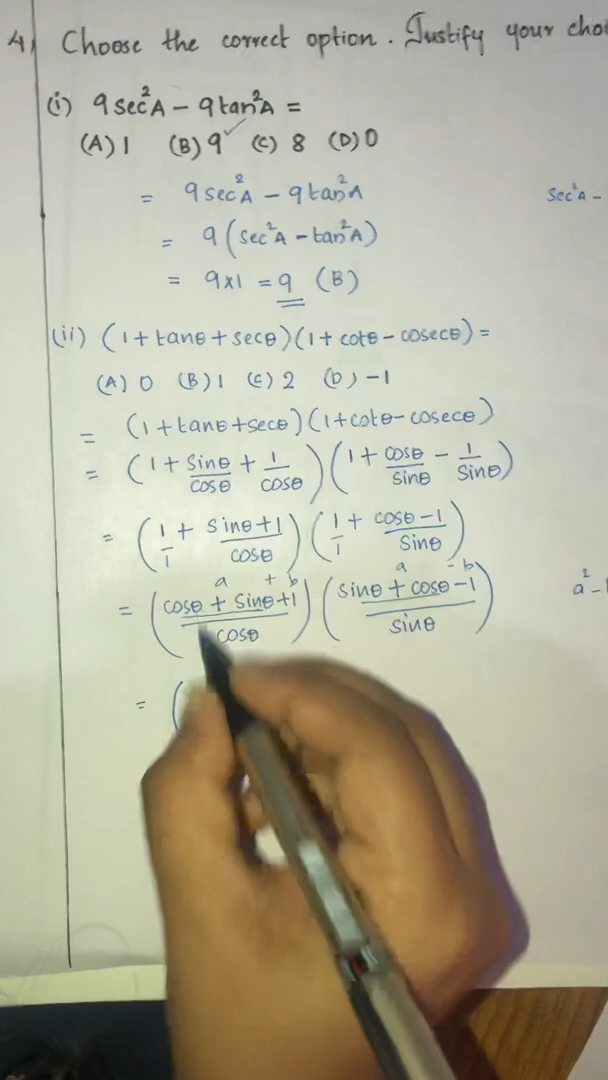 4) Choose the correct option. Justify your
(i) 9 sec²A − 9 tan²A =
(A) 1 (B) 9 ✓ (C) 8 (D) 0
= 9 sec²A − 9 tan²A
sec²A −
= 9 (sec²A − tan²A)
= 9×1 = 9 (B)
(ii) (1 + tanθ + secθ)(1 + cotθ − cosecθ) =
(A) 0 (B) 1 (C) 2 (D) −1
= (1 + tanθ + secθ)(1 + cotθ − cosecθ)
= (1 + sinθ/cosθ + 1/cosθ)(1 + cosθ/sinθ − 1/sinθ)
= (1/1 + sinθ+1/cosθ)(1/1 + cosθ−1/sinθ)
a + b a − b
= (cosθ + sinθ+1/cosθ)(sinθ + cosθ−1/sinθ)
a² −
= (